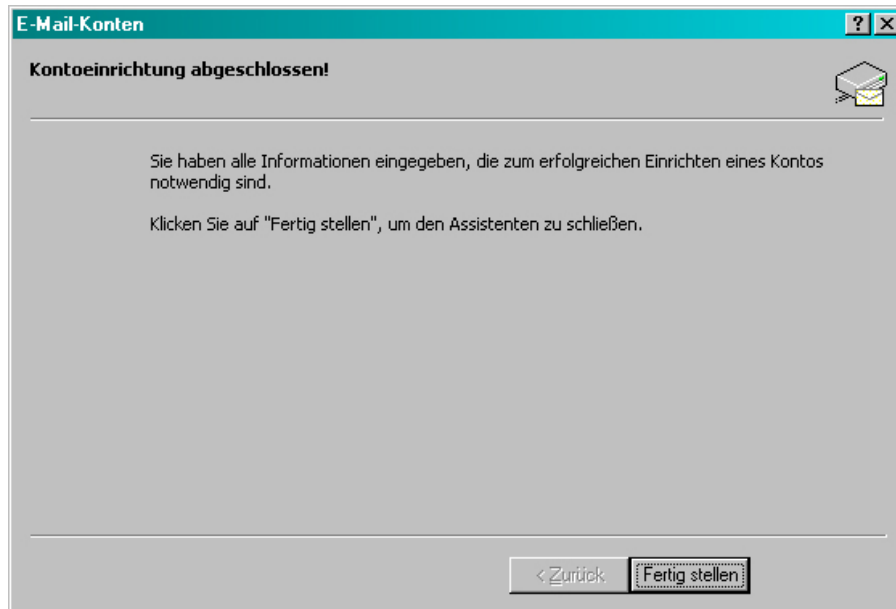 E-Mail-Konten
Kontoeinrichtung abgeschlossen!
Sie haben alle Informationen eingegeben, die zum erfolgreichen Einrichten eines Kontos
notwendig sind.
Klicken Sie auf "Fertig stellen", um den Assistenten zu schließen.
< Zurück
Fertig stellen